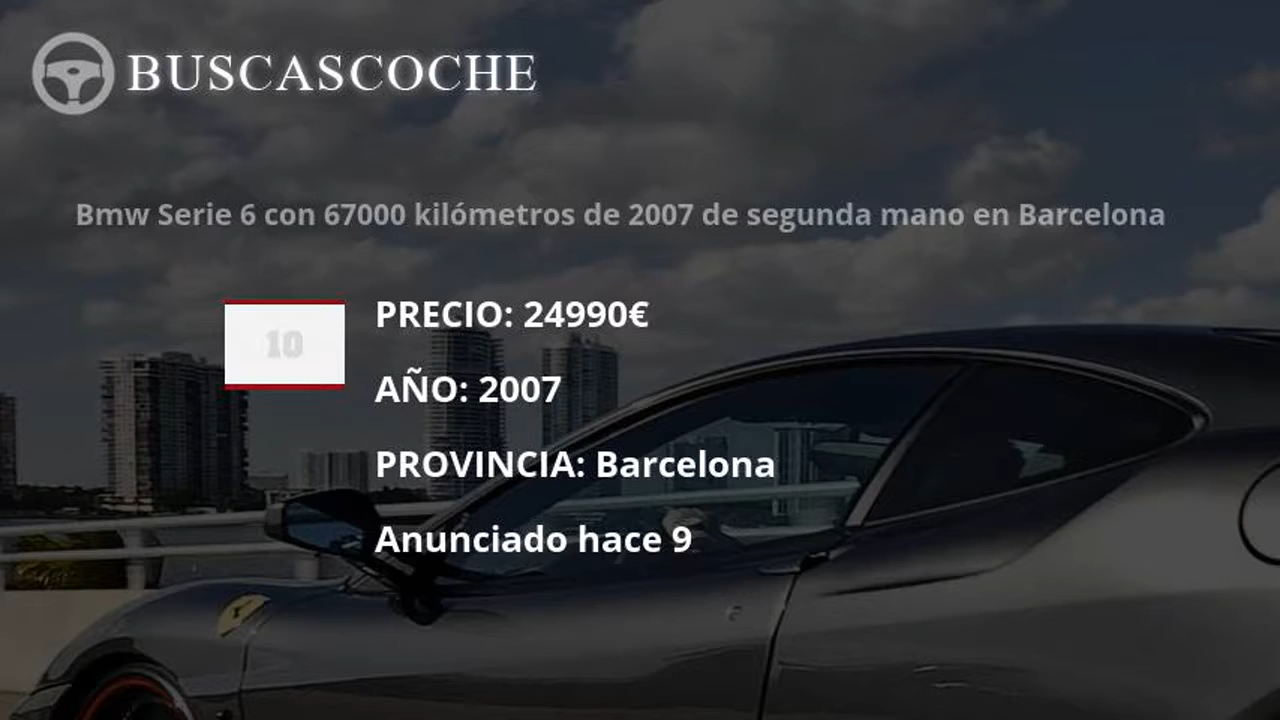 BUSCASCOCHE
Bmw Serie 6 con 67000 kilómetros de 2007 de segunda mano en Barcelona
10
PRECIO: 24990€
AÑO: 2007
PROVINCIA: Barcelona
Anunciado hace 9